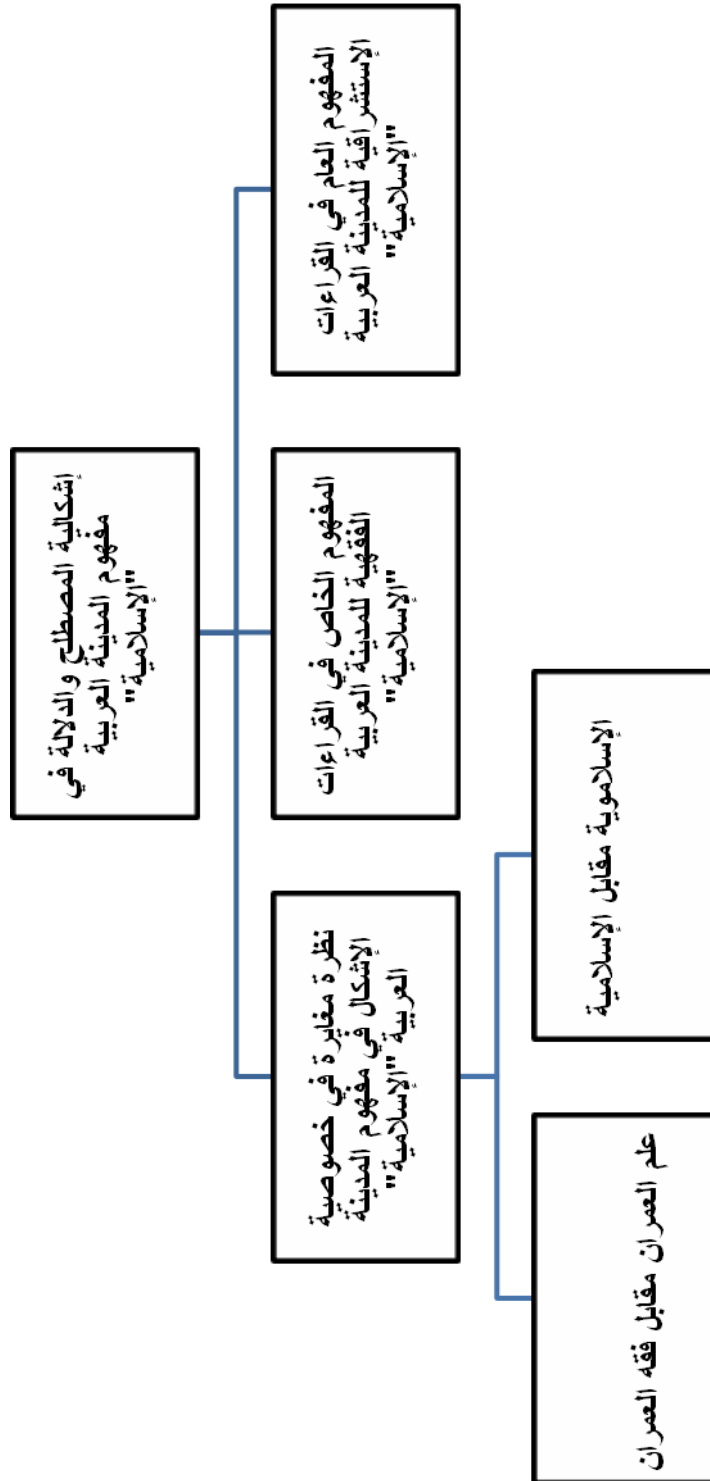 إشكالية المصطلح والدلالة في
مفهوم المدينة العربية
"الإسلامية"
المفهوم العام في القراءات
الإستشراقية للمدينة العربية
"الإسلامية"
المفهوم الخاص في القراءات
الفقهية للمدينة العربية
"الإسلامية"
نظرة مغايرة في خصوصية
الإشكال في مفهوم المدينة
العربية "الإسلامية"
الإسلاموية مقابل الإسلامية
علم العمران مقابل فقه العمران